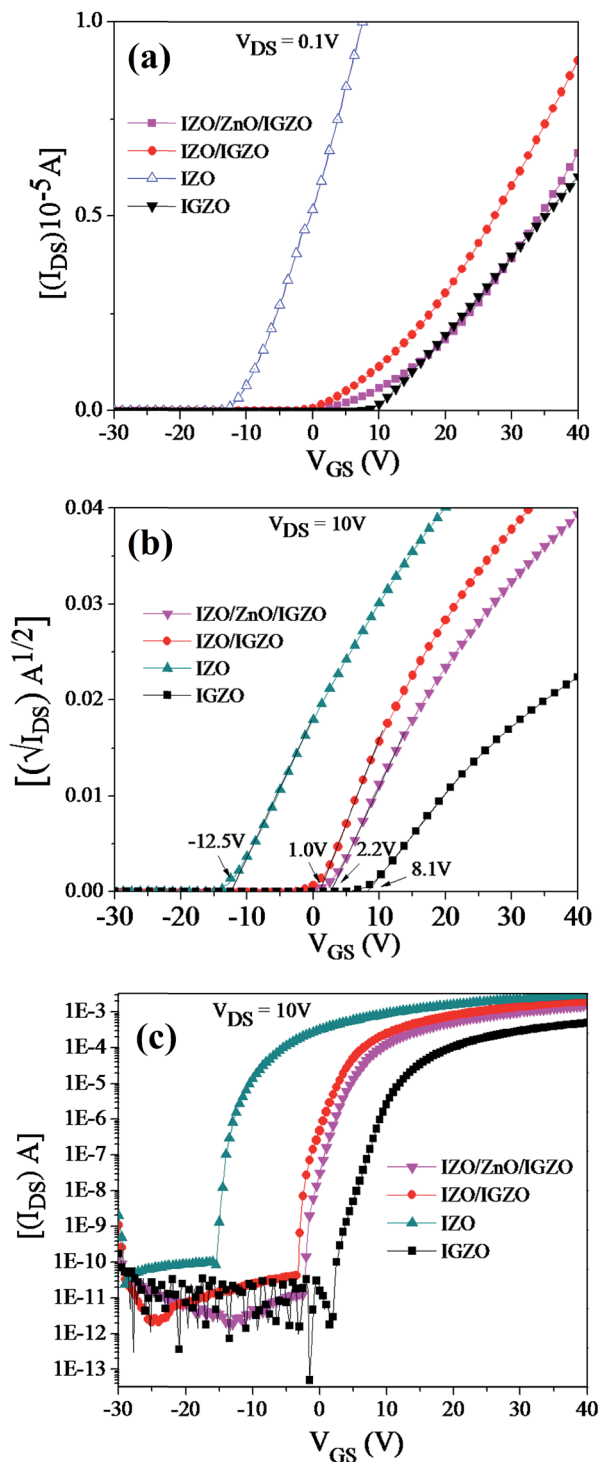 (a)
V_DS = 0.1V
IZO/ZnO/IGZO
IZO/IGZO
IZO
IGZO
[(I_DS)10^-5 A]
1.0
0.5
0.0
-30 -20 -10 0 10 20 30 40
V_GS (V)
(b)
V_DS = 10V
IZO/ZnO/IGZO
IZO/IGZO
IZO
IGZO
[(√I_DS) A^1/2]
0.04
0.03
0.02
0.01
0.00
-12.5V
1.0V
2.2V
8.1V
-30 -20 -10 0 10 20 30 40
V_GS (V)
(c)
V_DS = 10V
IZO/ZnO/IGZO
IZO/IGZO
IZO
IGZO
[(I_DS) A]
1E-3
1E-4
1E-5
1E-6
1E-7
1E-8
1E-9
1E-10
1E-11
1E-12
1E-13
-30 -20 -10 0 10 20 30 40
V_GS (V)